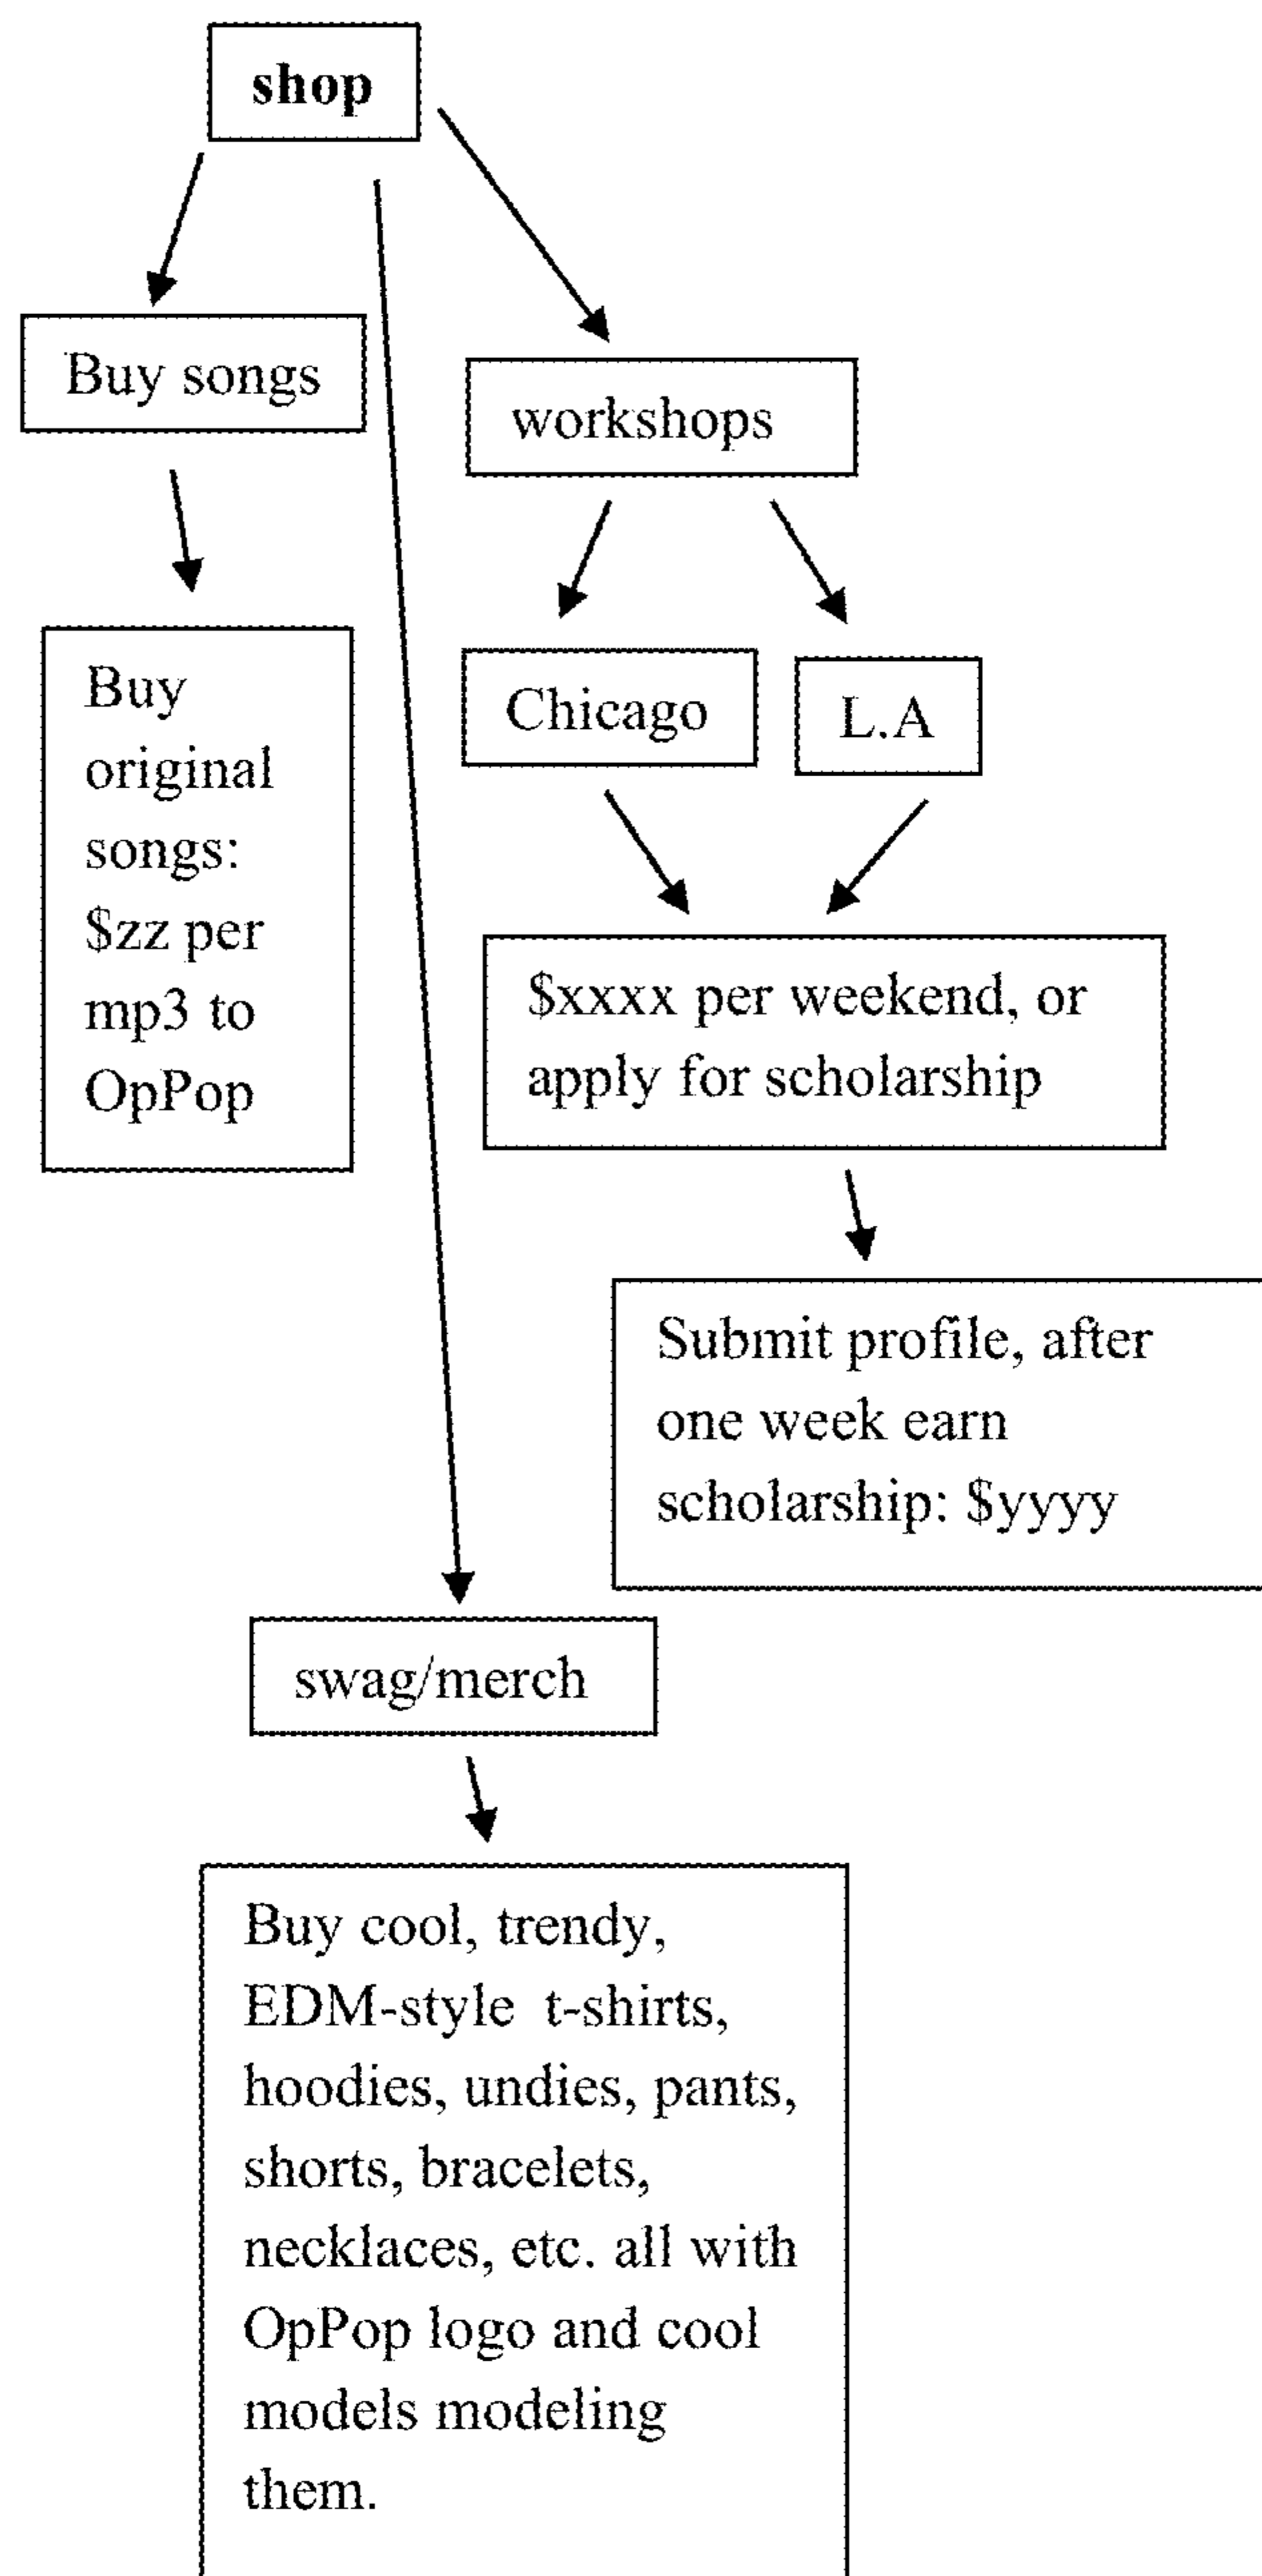 shop
Buy songs
workshops
Chicago
L.A
Buy
original
songs:
$zz per
mp3 to
OpPop
$xxxx per weekend, or
apply for scholarship
Submit profile, after
one week earn
scholarship: $yyyy
swag/merch
Buy cool, trendy,
EDM-style  t-shirts,
hoodies, undies, pants,
shorts, bracelets,
necklaces, etc. all with
OpPop logo and cool
models modeling
them.